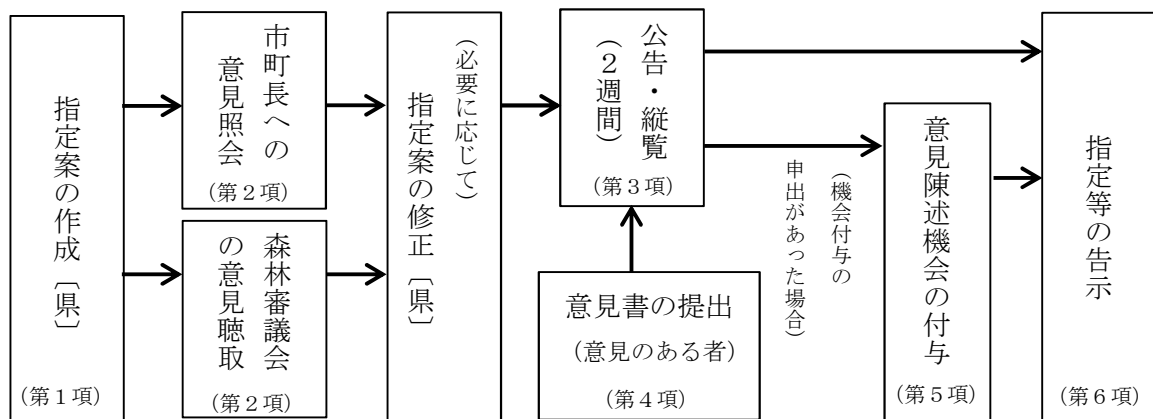 指定案の作成〔県〕
（第１項）
市町長への
意見照会
（第２項）
森林審議会
の意見聴取
（第２項）
（必要に応じて）
指定案の修正〔県〕
公告・縦覧
（２週間）
（第３項）
意見書の提出
（意見のある者）
（第４項）
（機会付与の
申出があった場合）
意見陳述機会の付与
（第５項）
指定等の告示
（第６項）